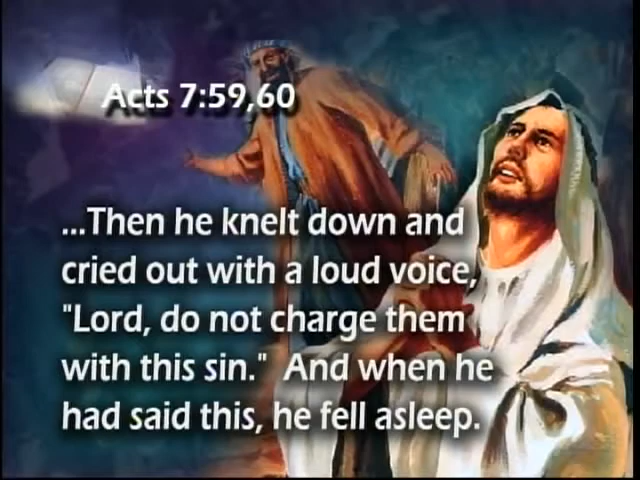 Acts 7:59,60
...Then he knelt down and
cried out with a loud voice,
"Lord, do not charge them
with this sin."  And when he
had said this, he fell asleep.